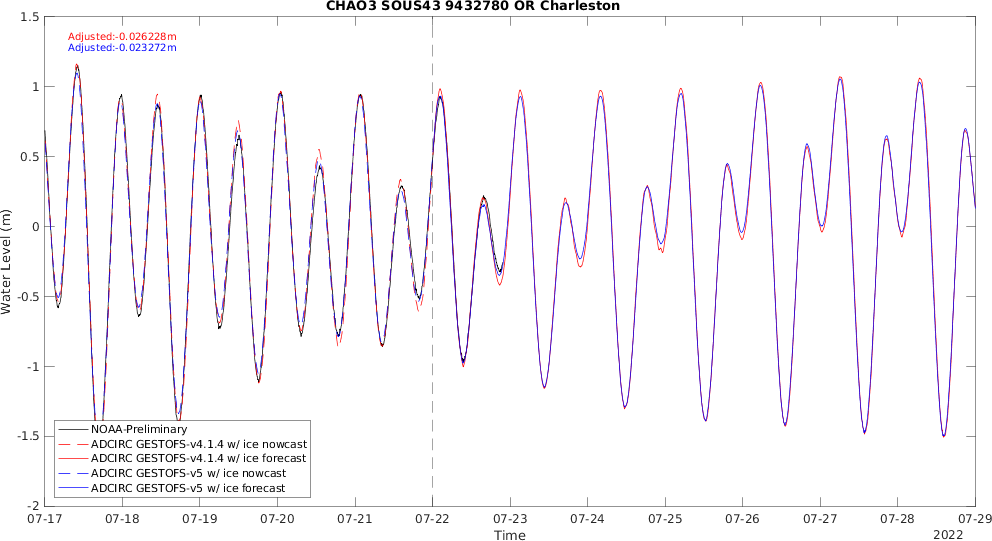 CHAO3 SOUS43 9432780 OR Charleston
Adjusted:-0.026228m
Adjusted:-0.023272m
Water Level (m)
1.5
1
0.5
0
-0.5
-1
-1.5
-2
NOAA-Preliminary
ADCIRC GESTOFS-v4.1.4 w/ ice nowcast
ADCIRC GESTOFS-v4.1.4 w/ ice forecast
ADCIRC GESTOFS-v5 w/ ice nowcast
ADCIRC GESTOFS-v5 w/ ice forecast
07-17 07-18 07-19 07-20 07-21 07-22 07-23 07-24 07-25 07-26 07-27 07-28 07-29
Time
2022